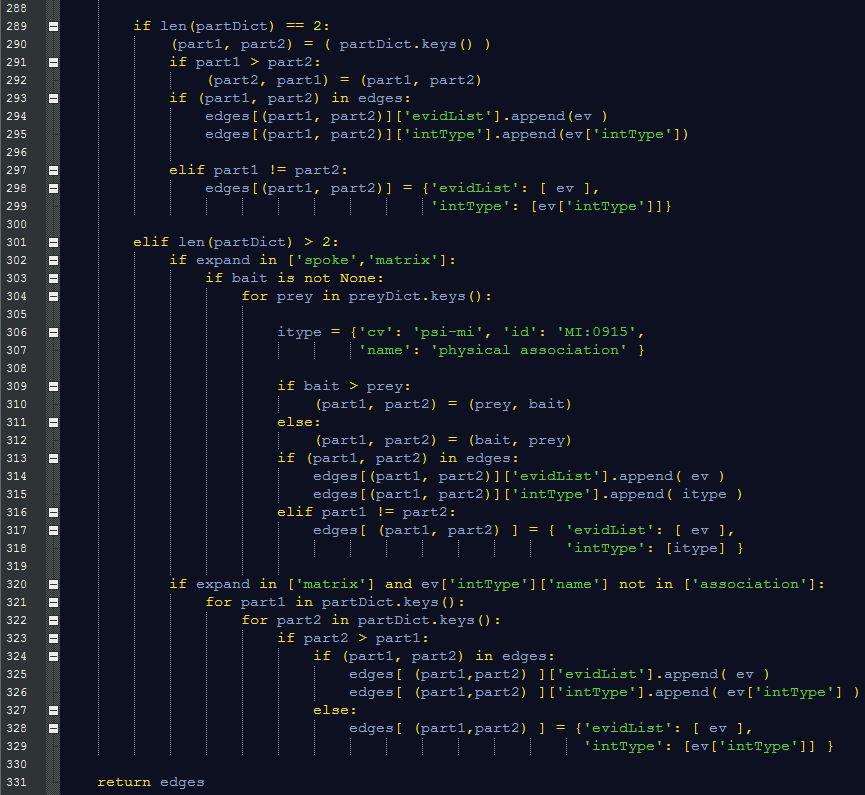 288
289 if len(partDict) == 2:
290 (part1, part2) = ( partDict.keys() )
291 if part1 > part2:
292 (part2, part1) = (part1, part2)
293 if (part1, part2) in edges:
294 edges[(part1, part2)]['evidList'].append(ev )
295 edges[(part1, part2)]['intType'].append(ev['intType'])
296
297 elif part1 != part2:
298 edges[(part1, part2)] = {'evidList': [ ev ],
299 'intType': [ev['intType']]}
300
301 elif len(partDict) > 2:
302 if expand in ['spoke','matrix']:
303 if bait is not None:
304 for prey in preyDict.keys():
305
306 itype = {'cv': 'psi-mi', 'id': 'MI:0915',
307 'name': 'physical association' }
308
309 if bait > prey:
310 (part1, part2) = (prey, bait)
311 else:
312 (part1, part2) = (bait, prey)
313 if (part1, part2) in edges:
314 edges[(part1, part2)]['evidList'].append( ev )
315 edges[(part1, part2)]['intType'].append( itype )
316 elif part1 != part2:
317 edges[ (part1, part2) ] = { 'evidList': [ ev ],
318 'intType': [itype] }
319
320 if expand in ['matrix'] and ev['intType']['name'] not in ['association']:
321 for part1 in partDict.keys():
322 for part2 in partDict.keys():
323 if part2 > part1:
324 if (part1, part2) in edges:
325 edges[ (part1,part2) ]['evidList'].append( ev )
326 edges[ (part1,part2) ]['intType'].append( ev['intType'] )
327 else:
328 edges[ (part1,part2) ] = {'evidList': [ ev ],
329 'intType': [ev['intType']] }
330
331 return edges